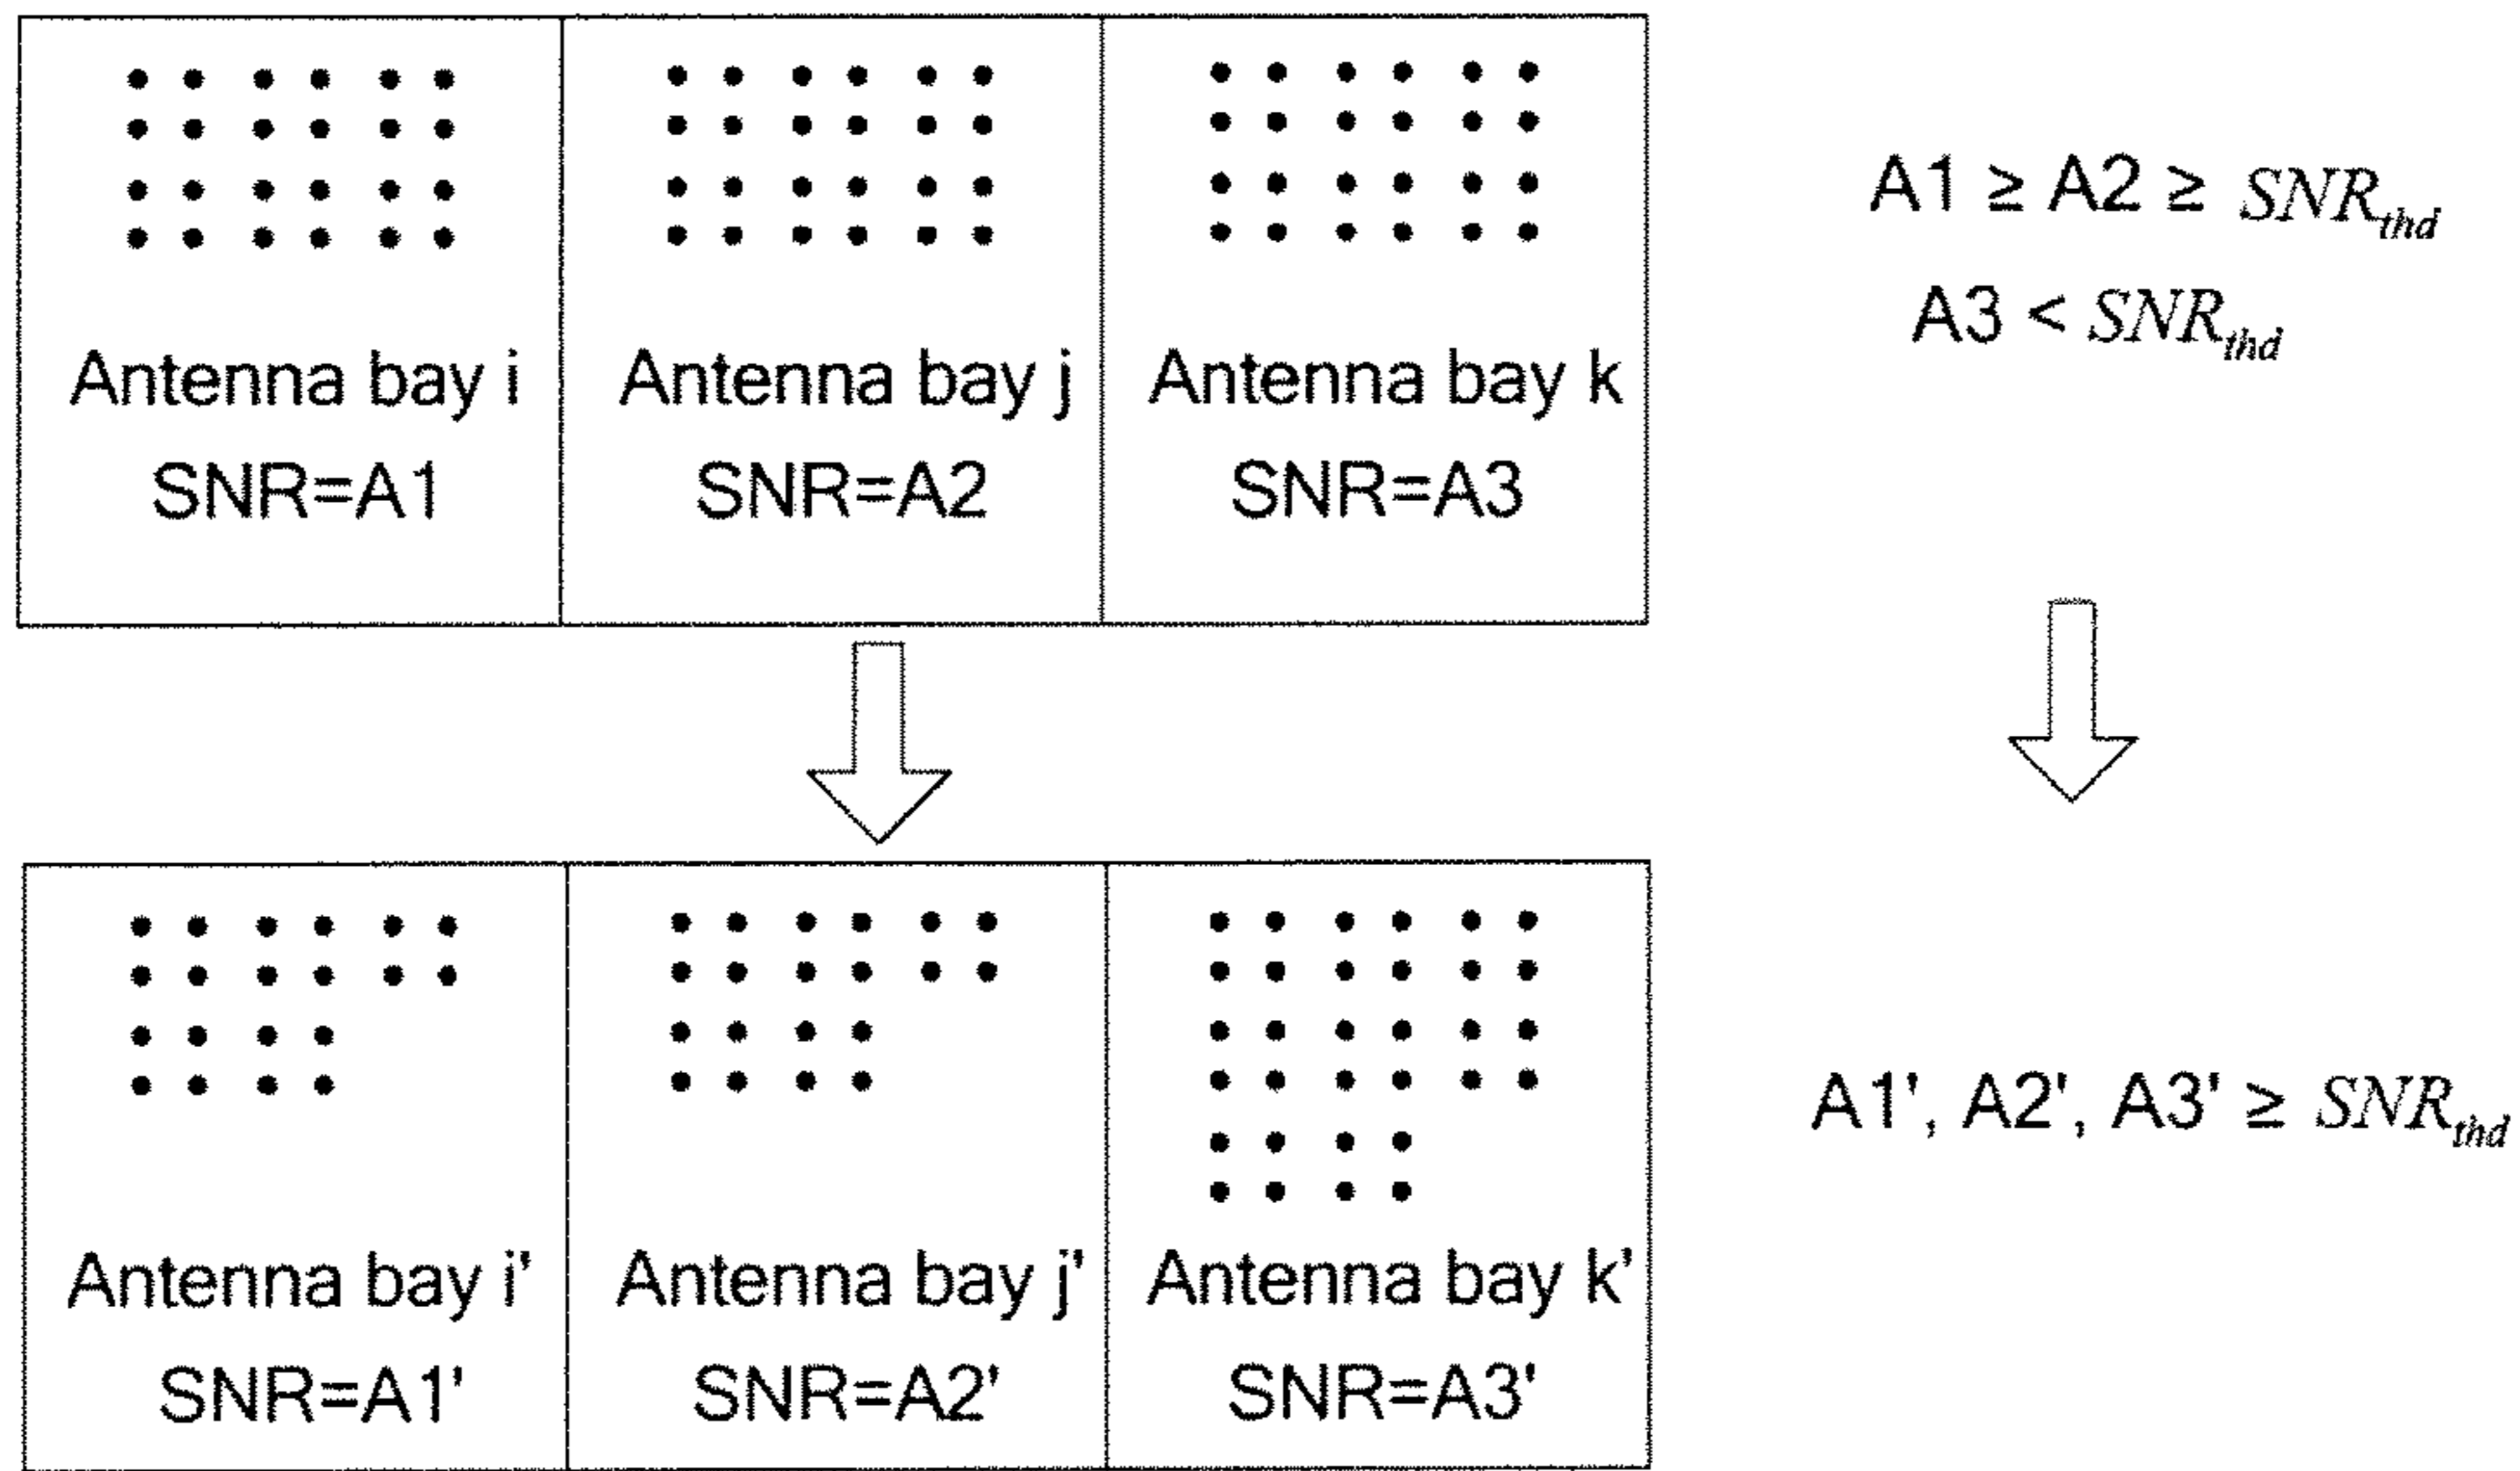 Antenna bay i
SNR=A1
Antenna bay j
SNR=A2
Antenna bay k
SNR=A3
A1 ≥ A2 ≥ SNR_thd
A3 < SNR_thd
Antenna bay i'
SNR=A1'
Antenna bay j'
SNR=A2'
Antenna bay k'
SNR=A3'
A1', A2', A3' ≥ SNR_thd